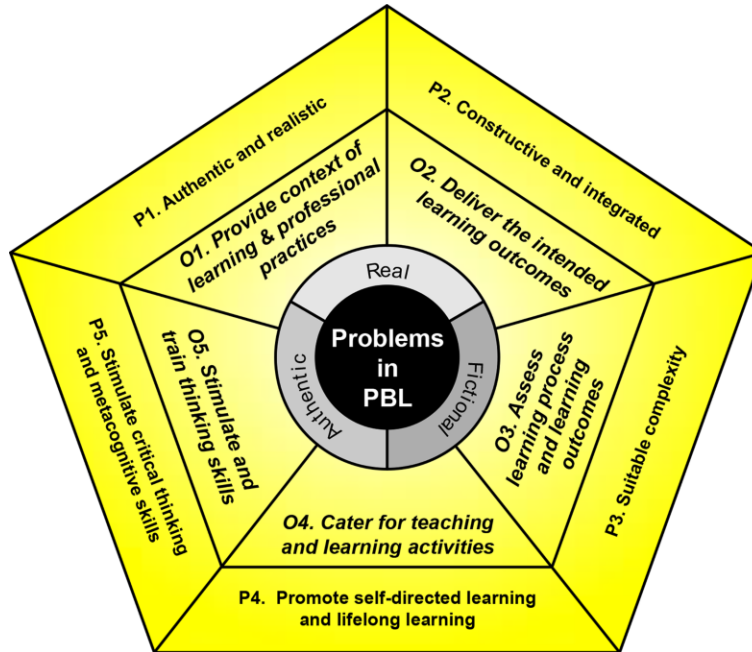 P1. Authentic and realistic
P2. Constructive and integrated
O1. Provide context of
learning & professional
practices
O2. Deliver the intended
learning outcomes
Real
Problems
in
PBL
Authentic
Fictional
O5. Stimulate and
train thinking skills
P5. Stimulate critical thinking
and metacognitive skills
O3. Assess
learning process
and learning
outcomes
P3. Suitable complexity
O4. Cater for teaching
and learning activities
P4. Promote self-directed learning
and lifelong learning